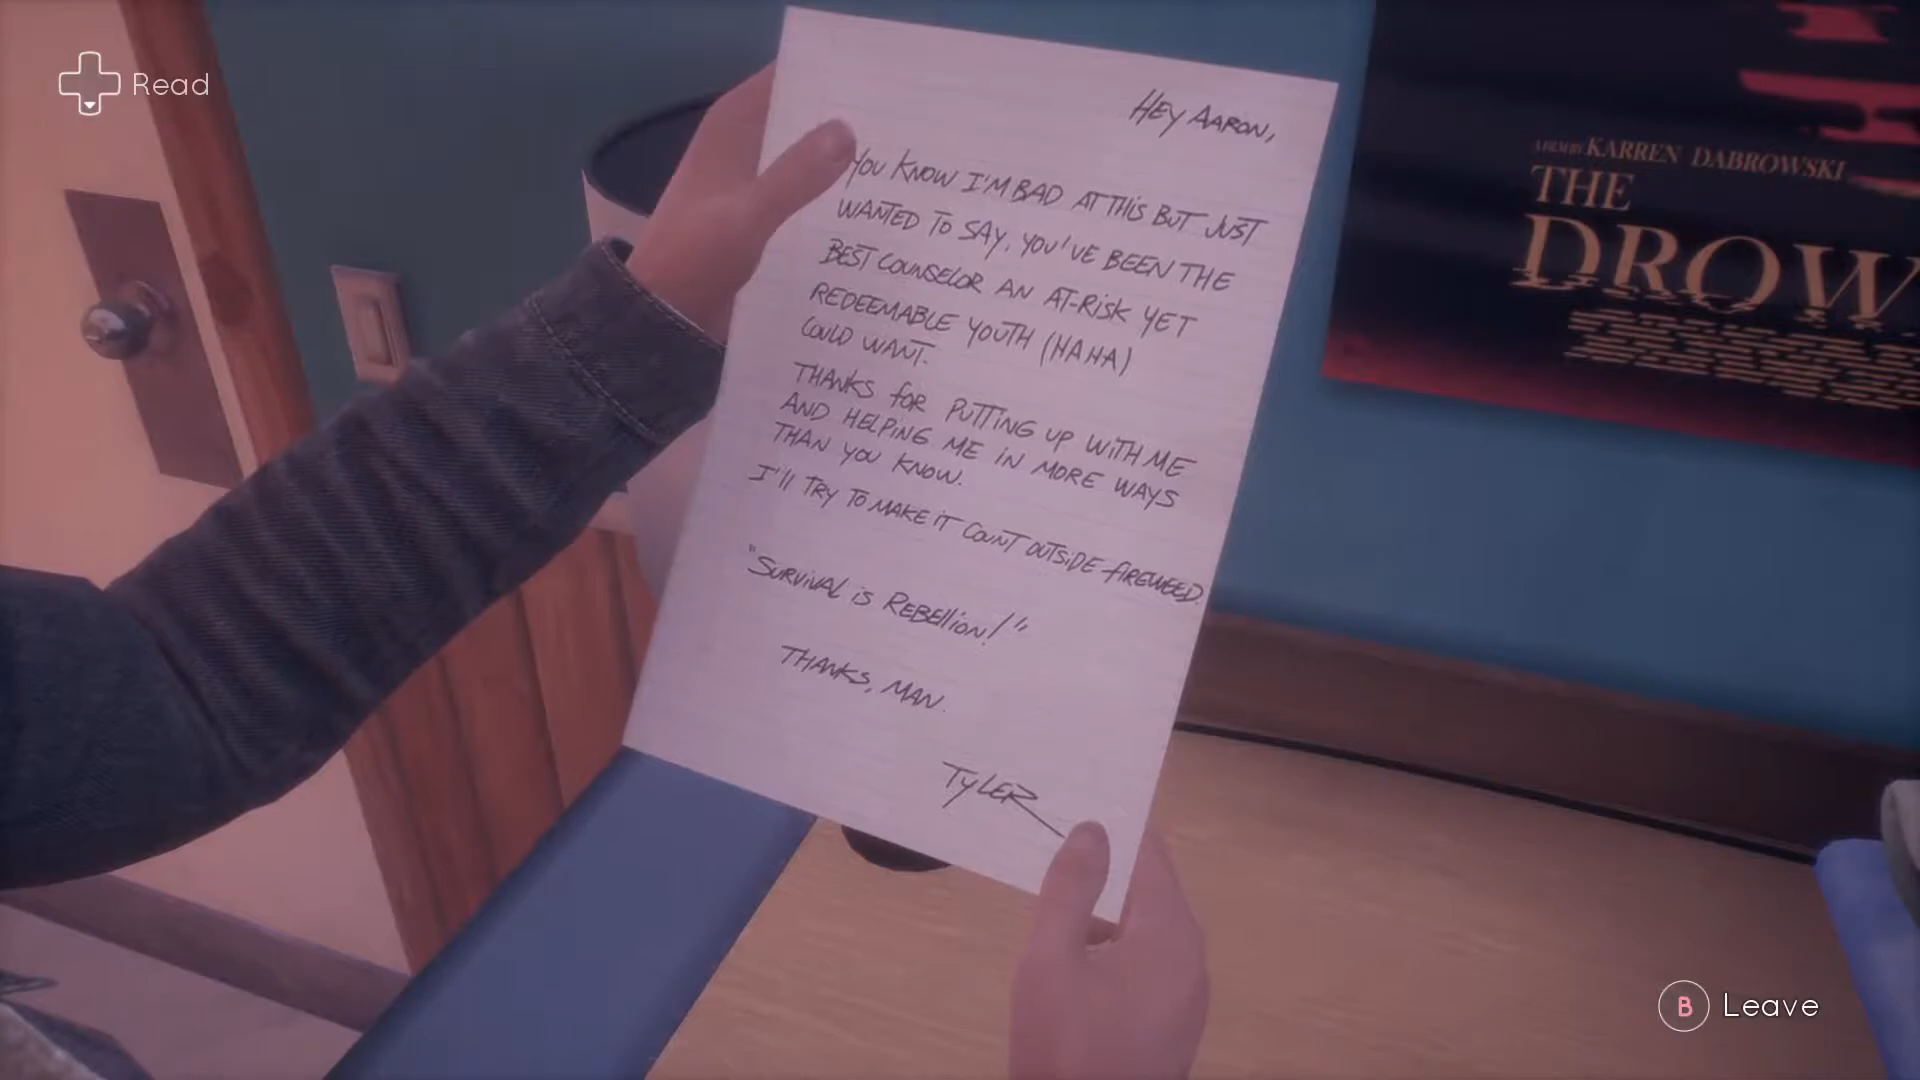 Read
HEY AARON,
YOU KNOW I'M BAD AT THIS BUT JUST
WANTED TO SAY, YOU'VE BEEN THE
BEST COUNSELOR AN AT-RISK YET
REDEEMABLE YOUTH (HAHA)
COULD WANT.
THANKS FOR PUTTING UP WITH ME
AND HELPING ME IN MORE WAYS
THAN YOU KNOW.
I'll TRY TO MAKE IT COUNT OUTSIDE FIREWEED.
"SURVIVAL IS REBELLION!"
THANKS, MAN.
TYLER
A FILM BY KARREN DABROWSKI
THE
DROW
B Leave